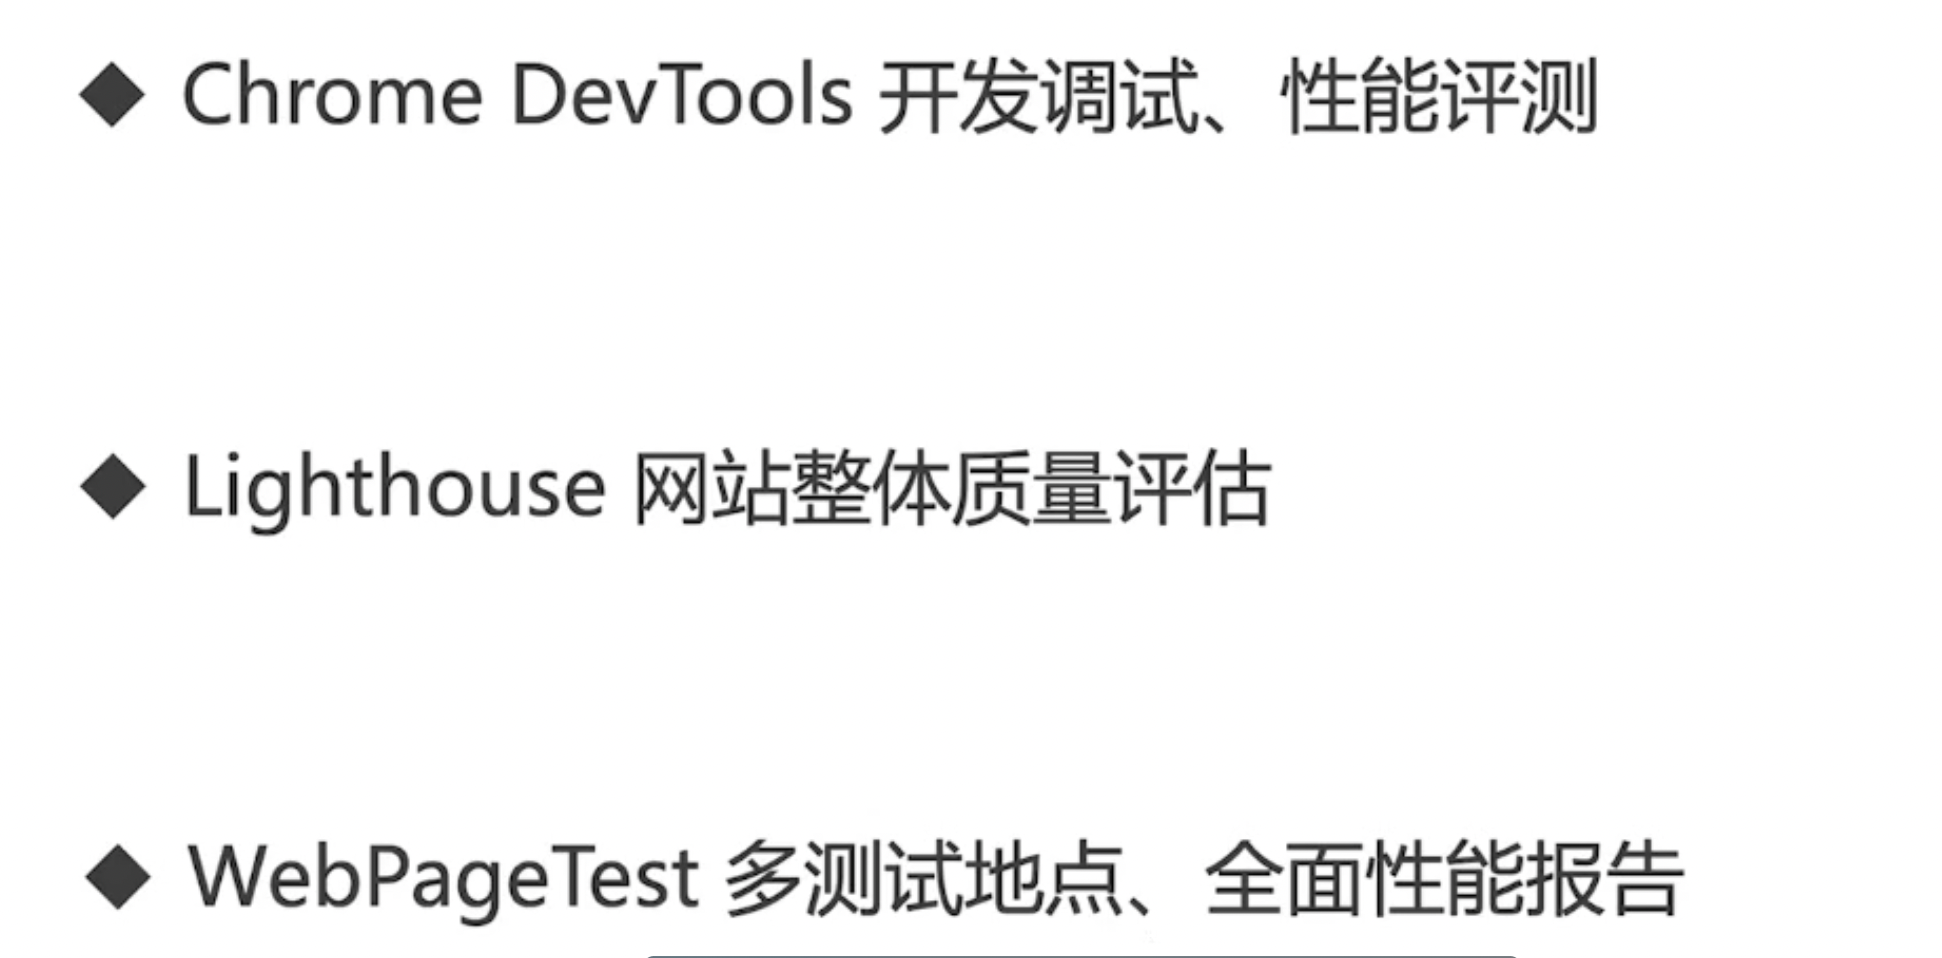 ◆ Chrome DevTools 开发调试、性能评测
◆ Lighthouse 网站整体质量评估
◆ WebPageTest 多测试地点、全面性能报告